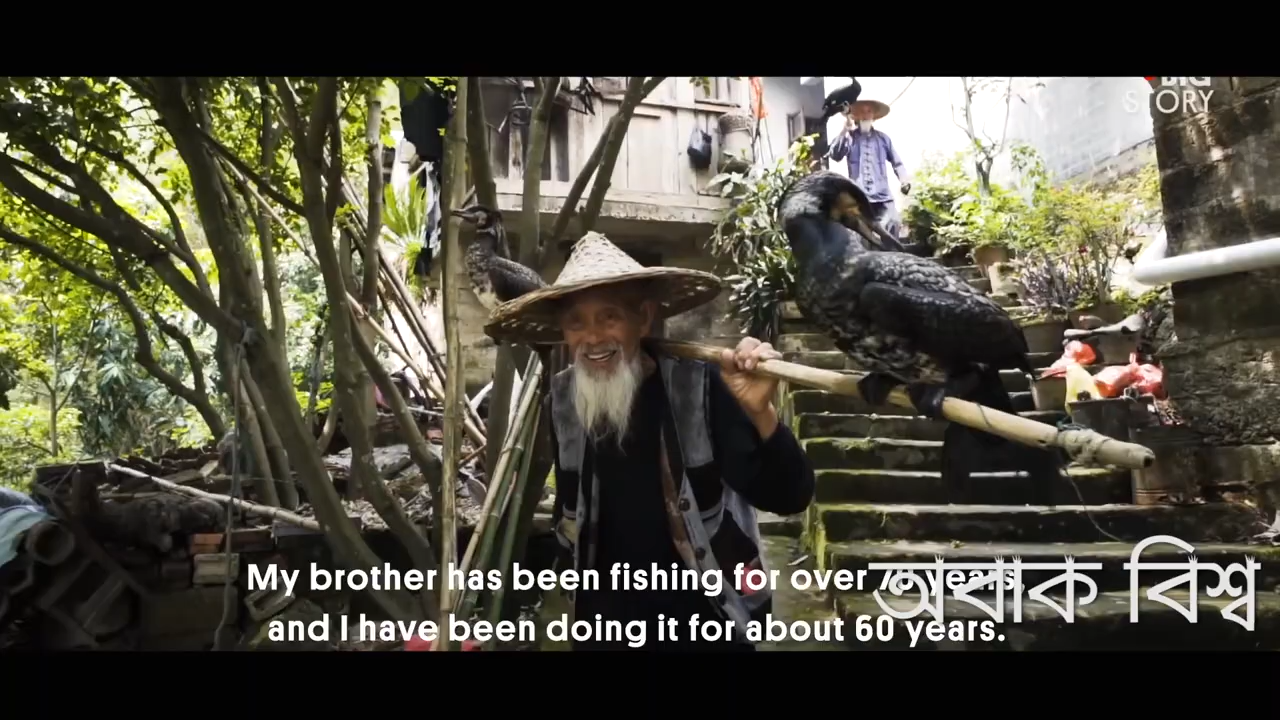 BIG
STORY
My brother has been fishing for over years,
and I have been doing it for about 60 years.
অবাক বিশ্ব